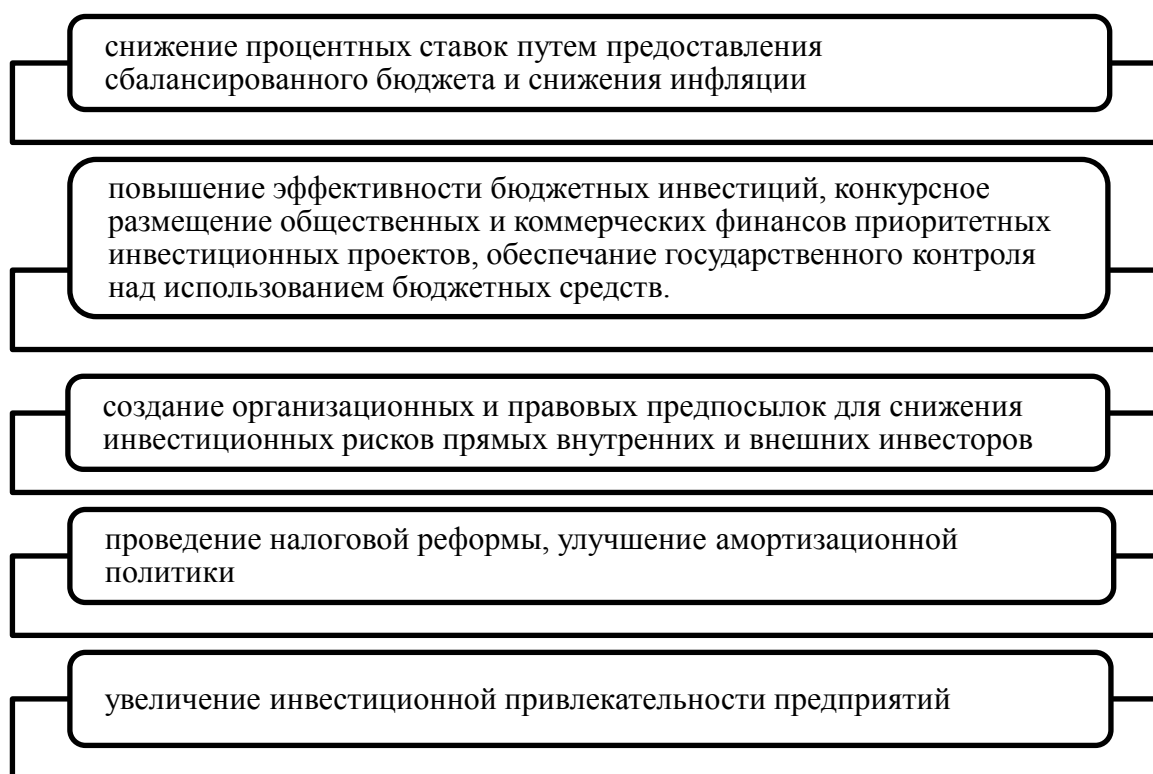 снижение процентных ставок путем предоставления
сбалансированного бюджета и снижения инфляции
повышение эффективности бюджетных инвестиций, конкурсное
размещение общественных и коммерческих финансов приоритетных
инвестиционных проектов, обеспечание государственного контроля
над использованием бюджетных средств.
создание организационных и правовых предпосылок для снижения
инвестиционных рисков прямых внутренних и внешних инвесторов
проведение налоговой реформы, улучшение амортизационной
политики
увеличение инвестиционной привлекательности предприятий